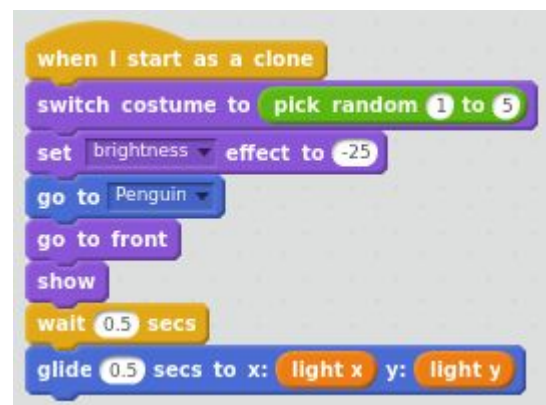 when I start as a clone
switch costume to pick random 1 to 5
set brightness effect to -25
go to Penguin
go to front
show
wait 0.5 secs
glide 0.5 secs to x: light x y: light y